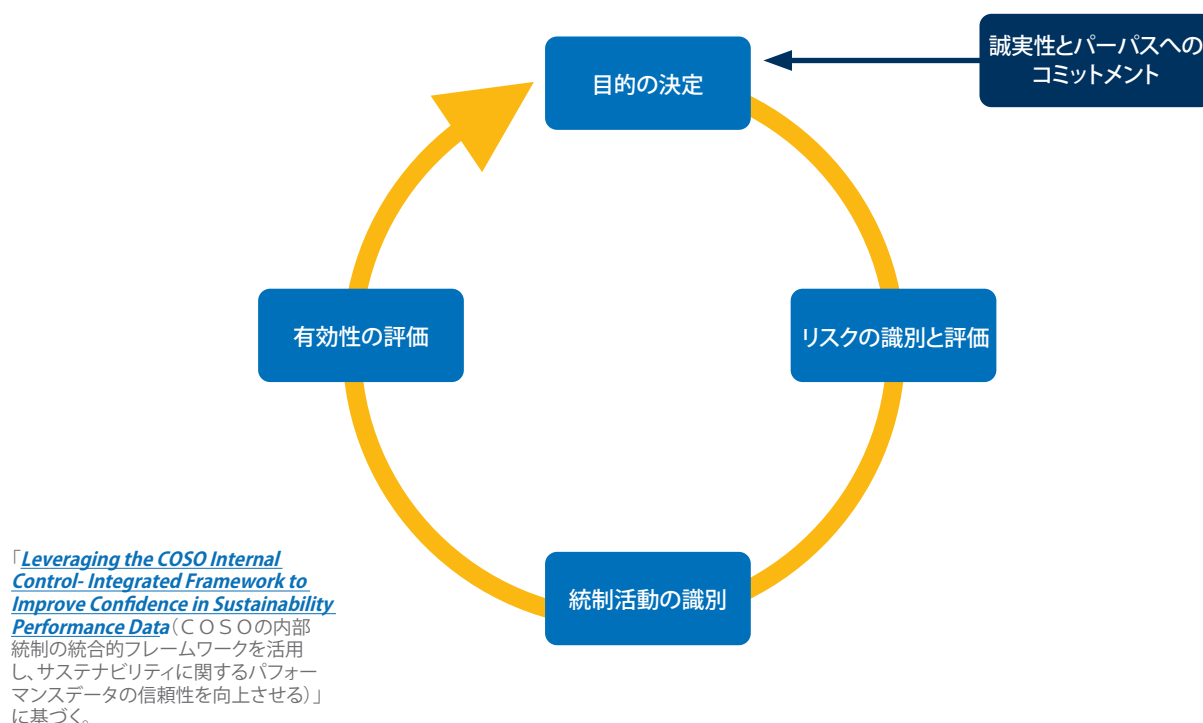 誠実性とパーパスへの
コミットメント
目的の決定
有効性の評価
リスクの識別と評価
統制活動の識別
「Leveraging the COSO Internal
Control- Integrated Framework to
Improve Confidence in Sustainability
Performance Data(COSOの内部
統制の統合的フレームワークを活用
し、サステナビリティに関するパフォー
マンスデータの信頼性を向上させる)」
に基づく。